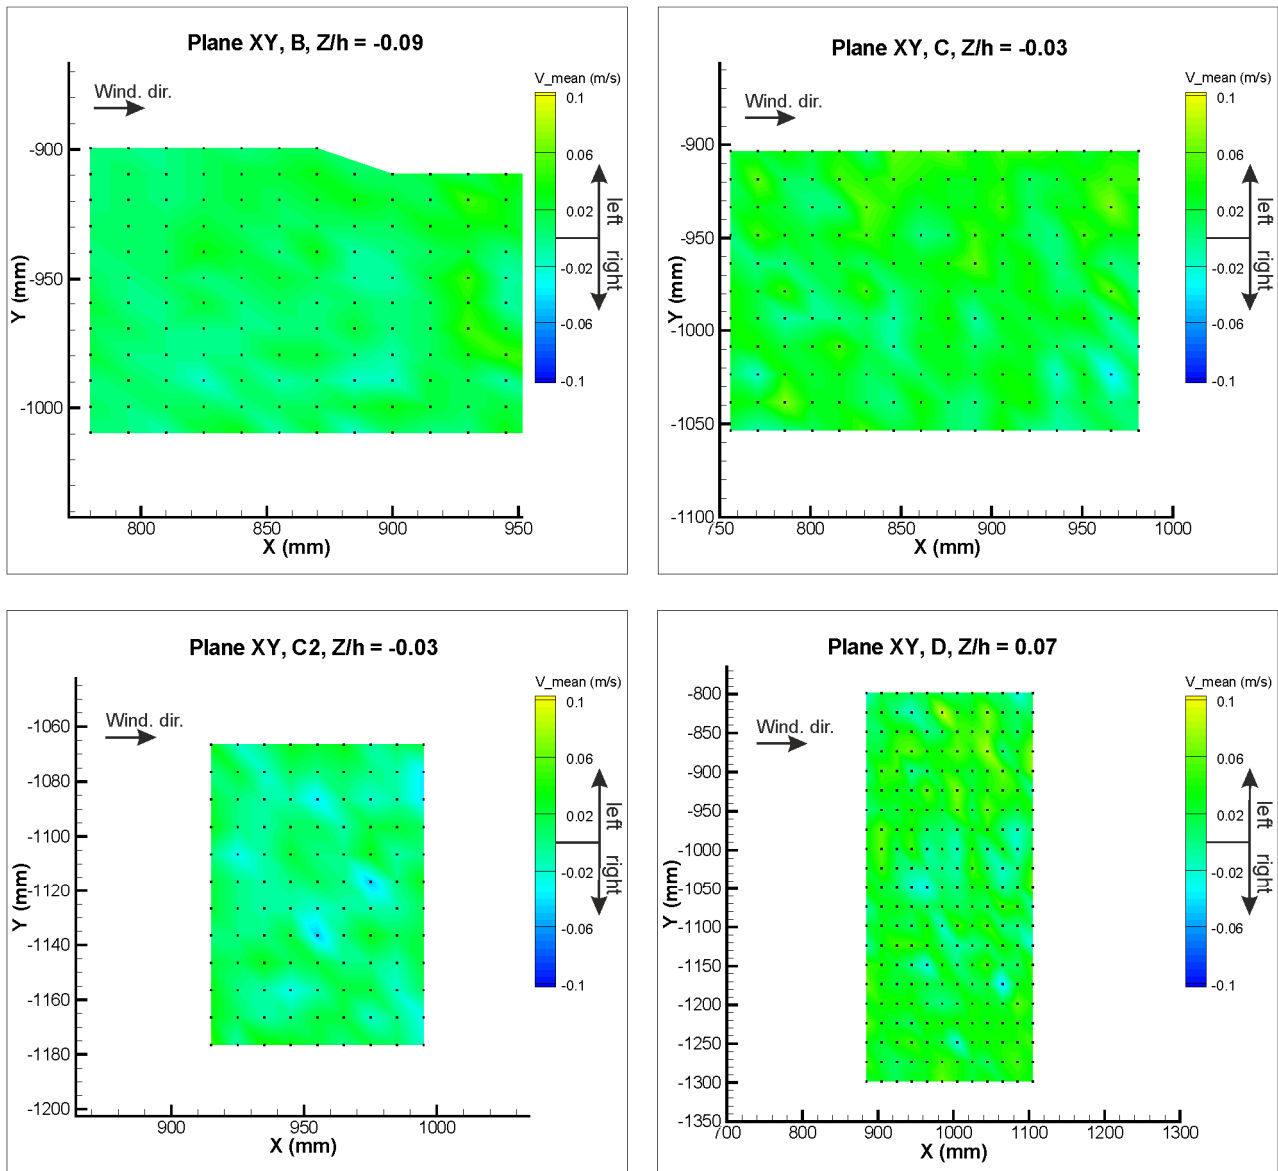 Plane XY, B, Z/h = -0.09
V_mean (m/s)
Wind. dir.
0.1
0.06
0.02
-0.02
-0.06
-0.1
left
right
-900
-950
-1000
Y (mm)
800
850
900
950
X (mm)
Plane XY, C, Z/h = -0.03
V_mean (m/s)
Wind. dir.
0.1
0.06
0.02
-0.02
-0.06
-0.1
left
right
-900
-950
-1000
-1050
-1100
Y (mm)
750
800
850
900
950
1000
X (mm)
Plane XY, C2, Z/h = -0.03
V_mean (m/s)
Wind. dir.
0.1
0.06
0.02
-0.02
-0.06
-0.1
left
right
-1060
-1080
-1100
-1120
-1140
-1160
-1180
-1200
Y (mm)
900
950
1000
X (mm)
Plane XY, D, Z/h = 0.07
V_mean (m/s)
Wind. dir.
0.1
0.06
0.02
-0.02
-0.06
-0.1
left
right
-800
-850
-900
-950
-1000
-1050
-1100
-1150
-1200
-1250
-1300
-1350
Y (mm)
700
800
900
1000
1100
1200
1300
X (mm)